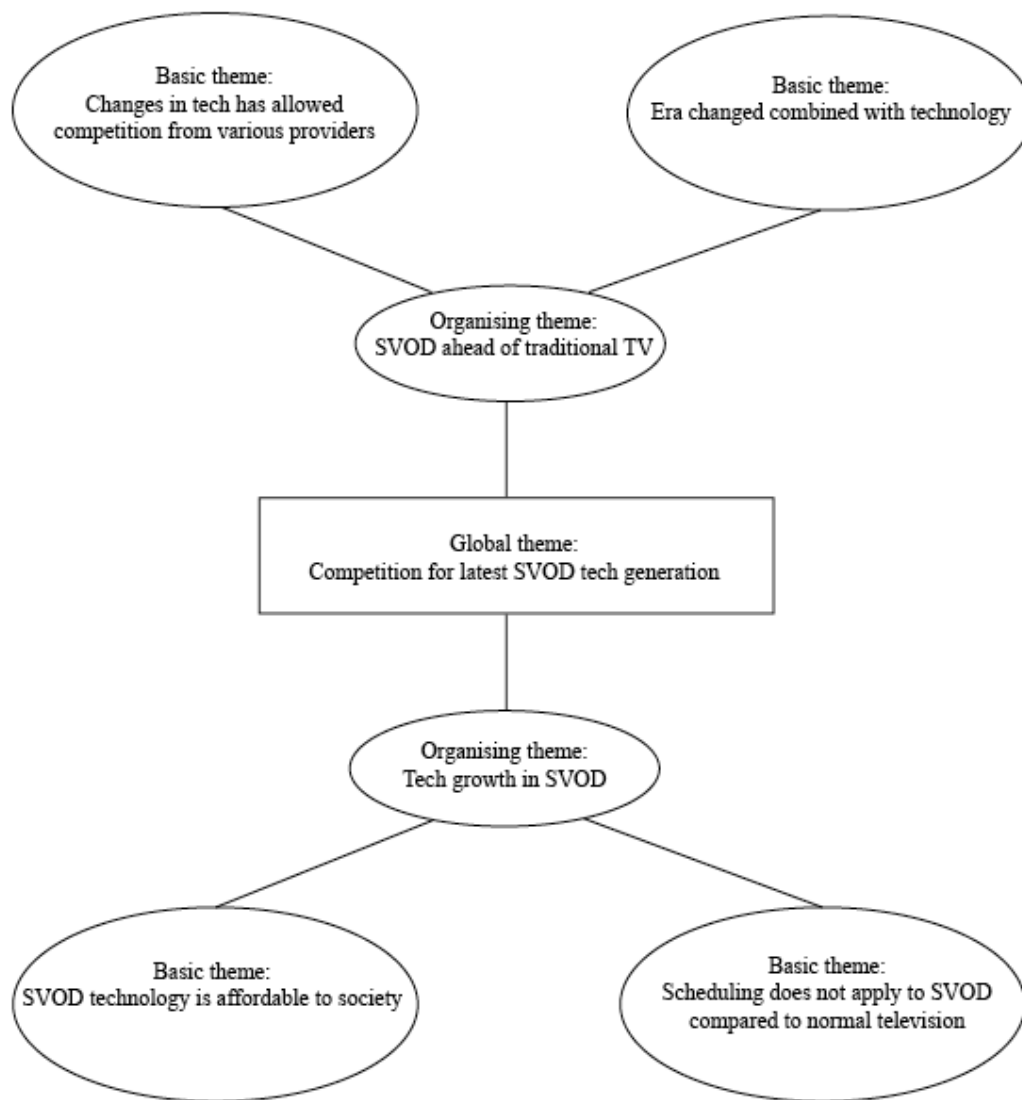 Basic theme:
Changes in tech has allowed
competition from various providers
Basic theme:
Era changed combined with technology
Organising theme:
SVOD ahead of traditional TV
Global theme:
Competition for latest SVOD tech generation
Organising theme:
Tech growth in SVOD
Basic theme:
SVOD technology is affordable to society
Basic theme:
Scheduling does not apply to SVOD
compared to normal television